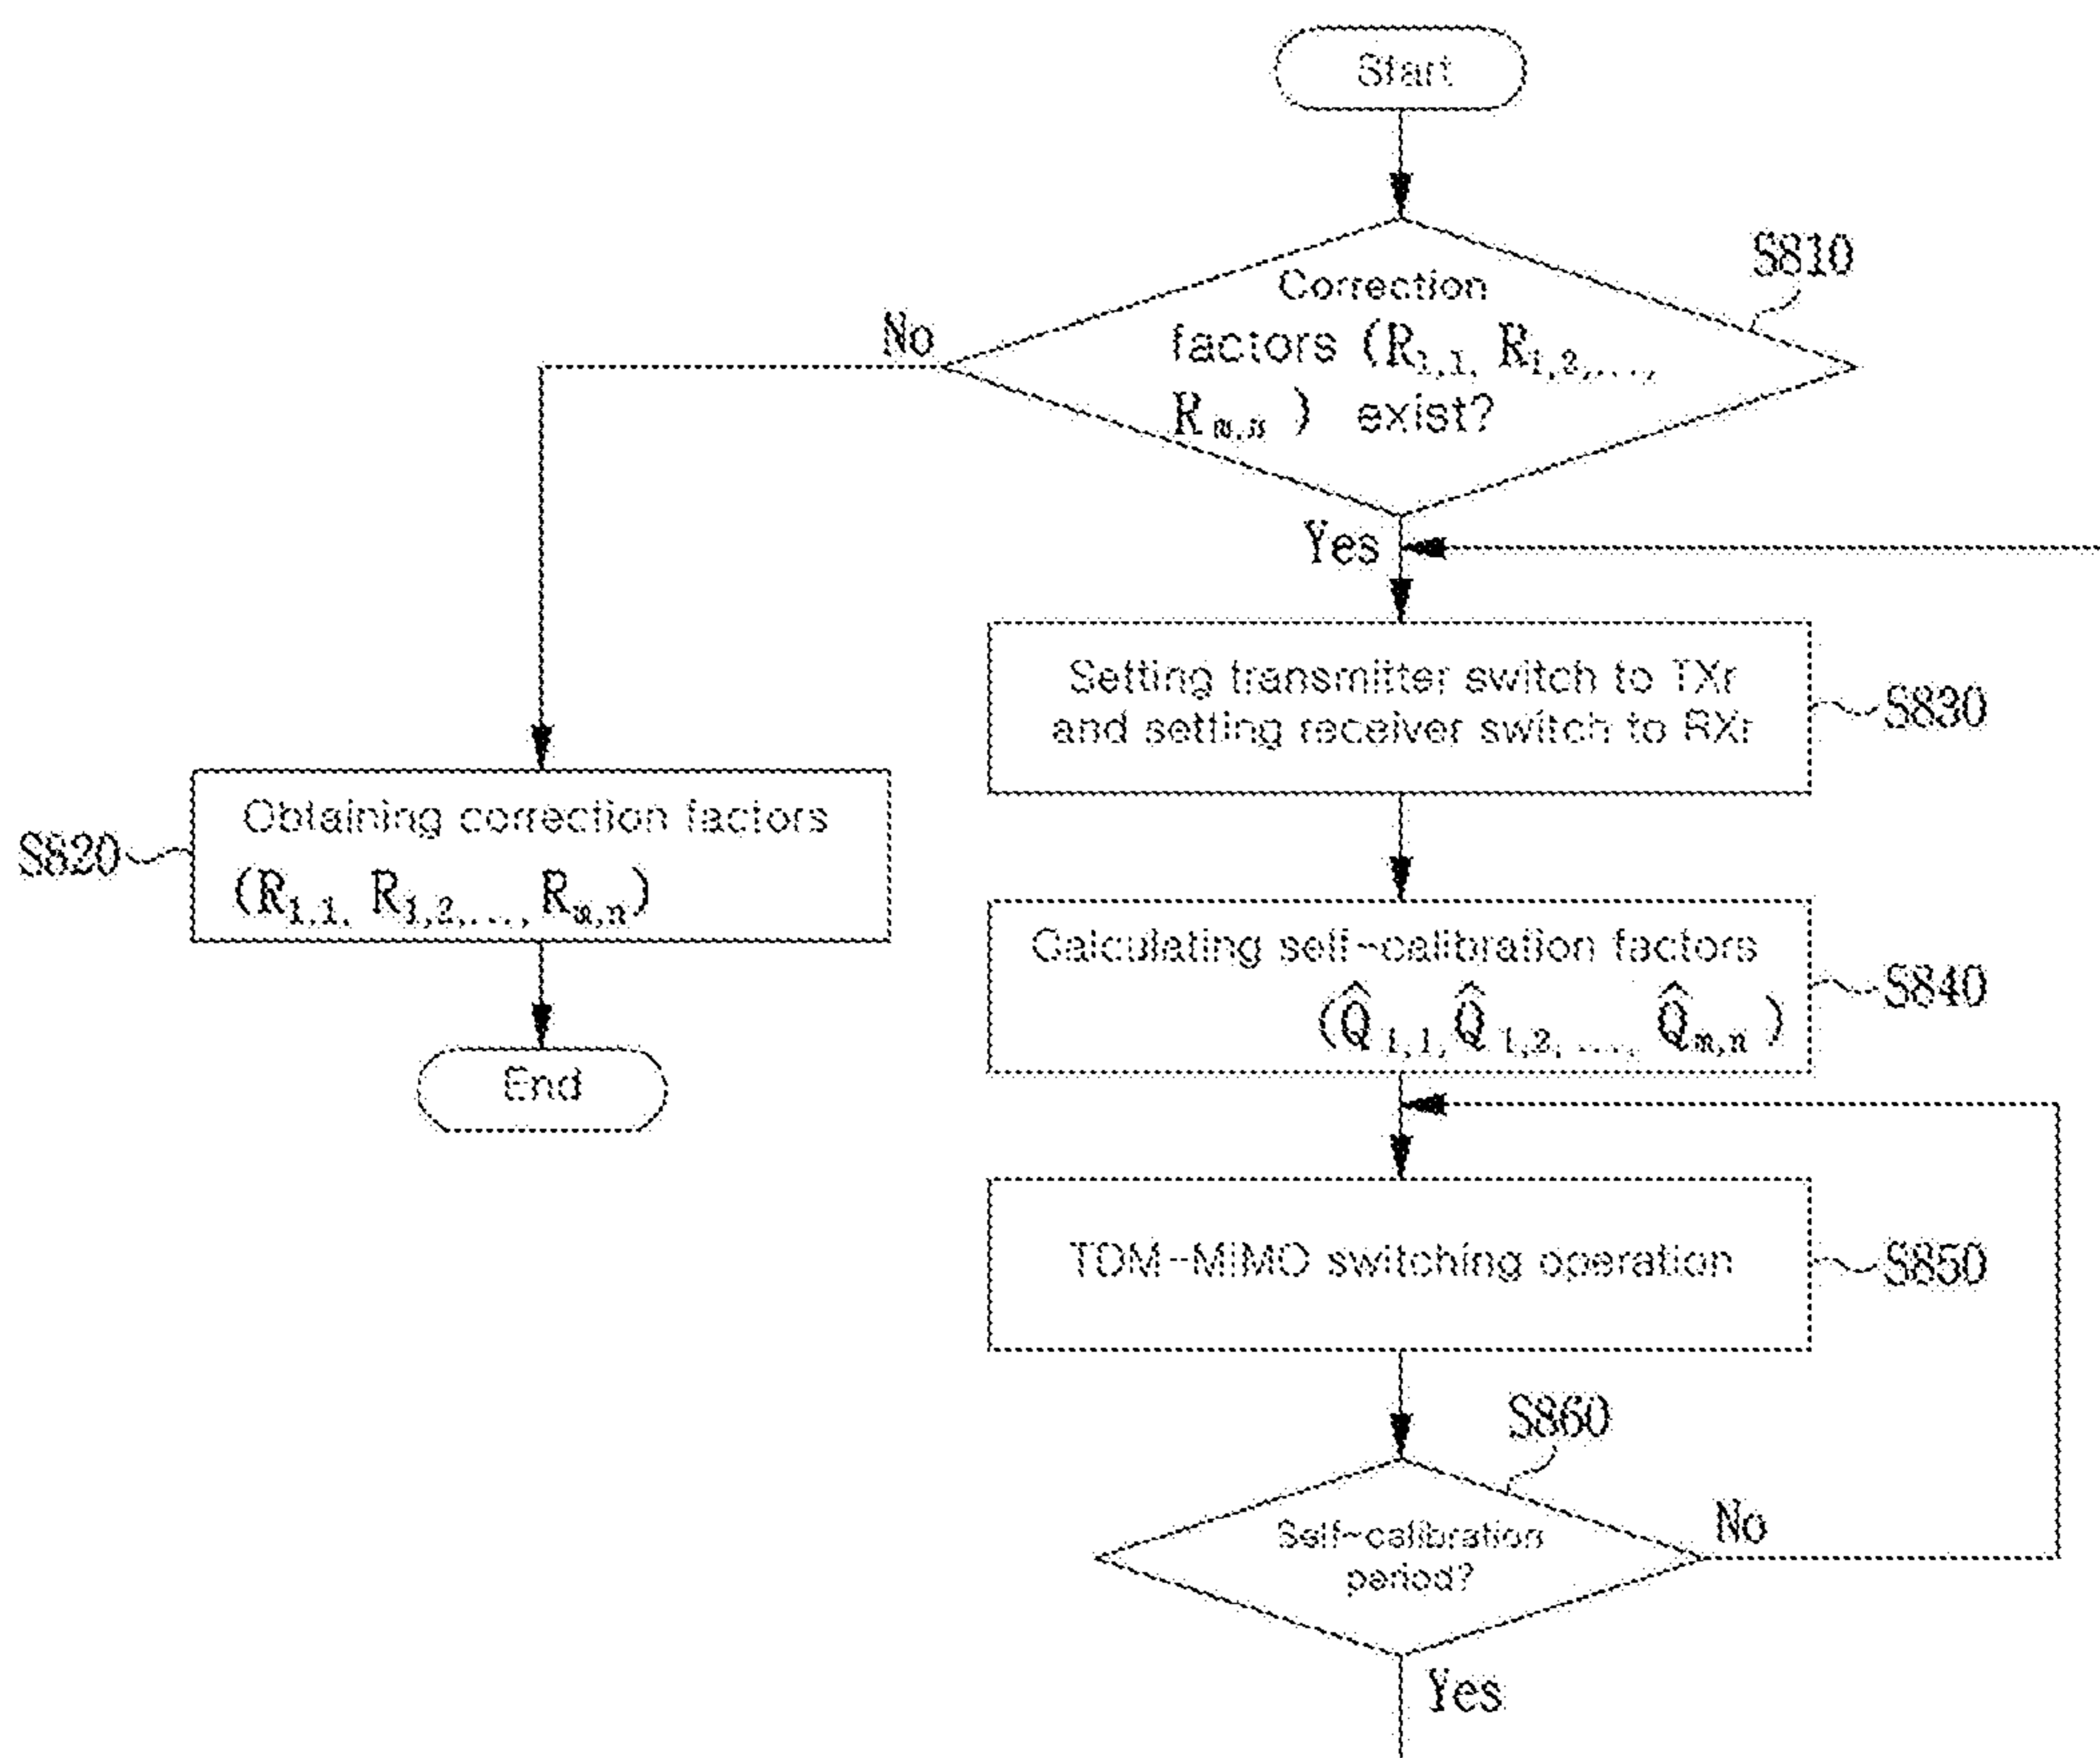 Start
S810
Correction
factors (R1,1, R1,2,...,
Rm,n ) exist?
No
Yes
Setting transmitter switch to TXr
and setting receiver switch to RXr
S830
Obtaining correction factors
(R1,1, R1,2,..., Rm,n)
S820
Calculating self-calibration factors
(Q̂ 1,1, Q̂ 1,2, ..., Q̂m,n )
S840
End
TDM-MIMO switching operation
S850
S860
Self-calibration
period?
No
Yes